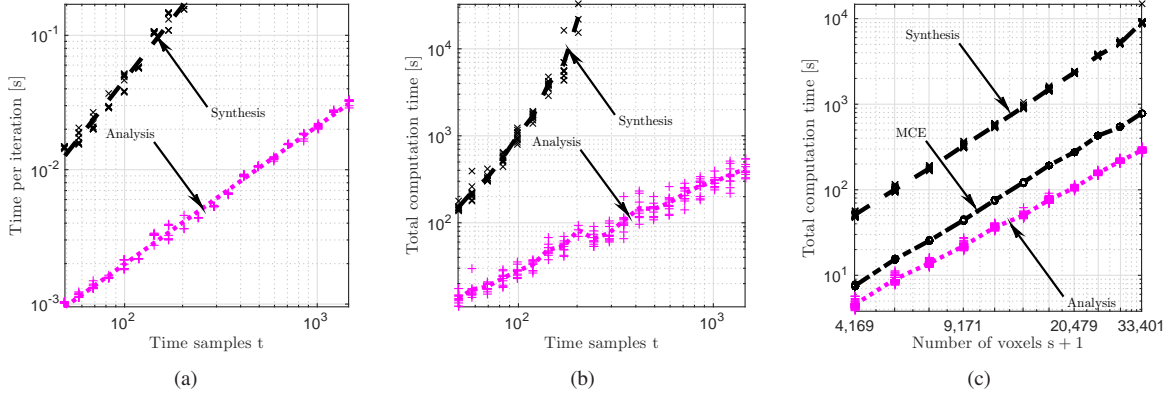 Time per iteration [s]
10^-1
10^-2
10^-3
Synthesis
Analysis
10^2
10^3
Time samples t
(a)
Total computation time [s]
10^4
10^3
10^2
Synthesis
Analysis
10^2
10^3
Time samples t
(b)
Total computation time [s]
10^4
10^3
10^2
10^1
Synthesis
MCE
Analysis
4,169
9,171
20,479
33,401
Number of voxels s + 1
(c)